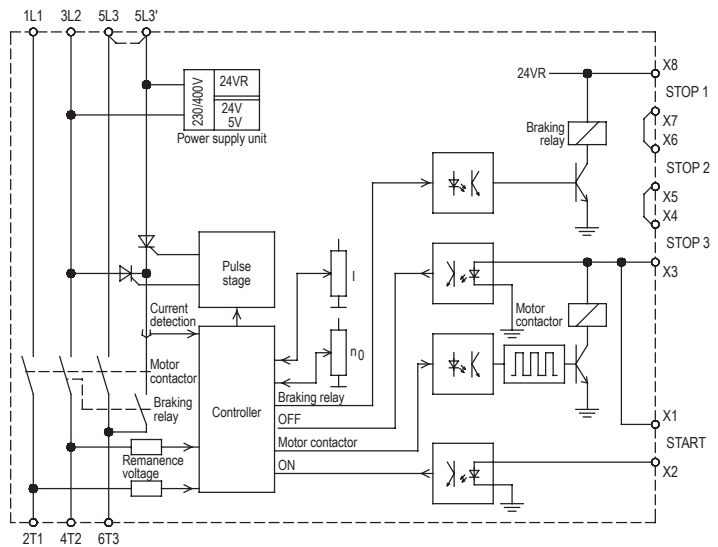 1L1 3L2 5L3 5L3'
230/400V
24VR
24V
5V
Power supply unit
24VR
Braking
relay
X8
STOP 1
X7
X6
STOP 2
X5
X4
STOP 3
X3
Pulse
stage
I
n0
Current
detection
Motor
contactor
Motor
contactor
Braking
relay
Controller
Braking relay
OFF
Motor contactor
ON
Remanence
voltage
X1
START
X2
2T1 4T2 6T3